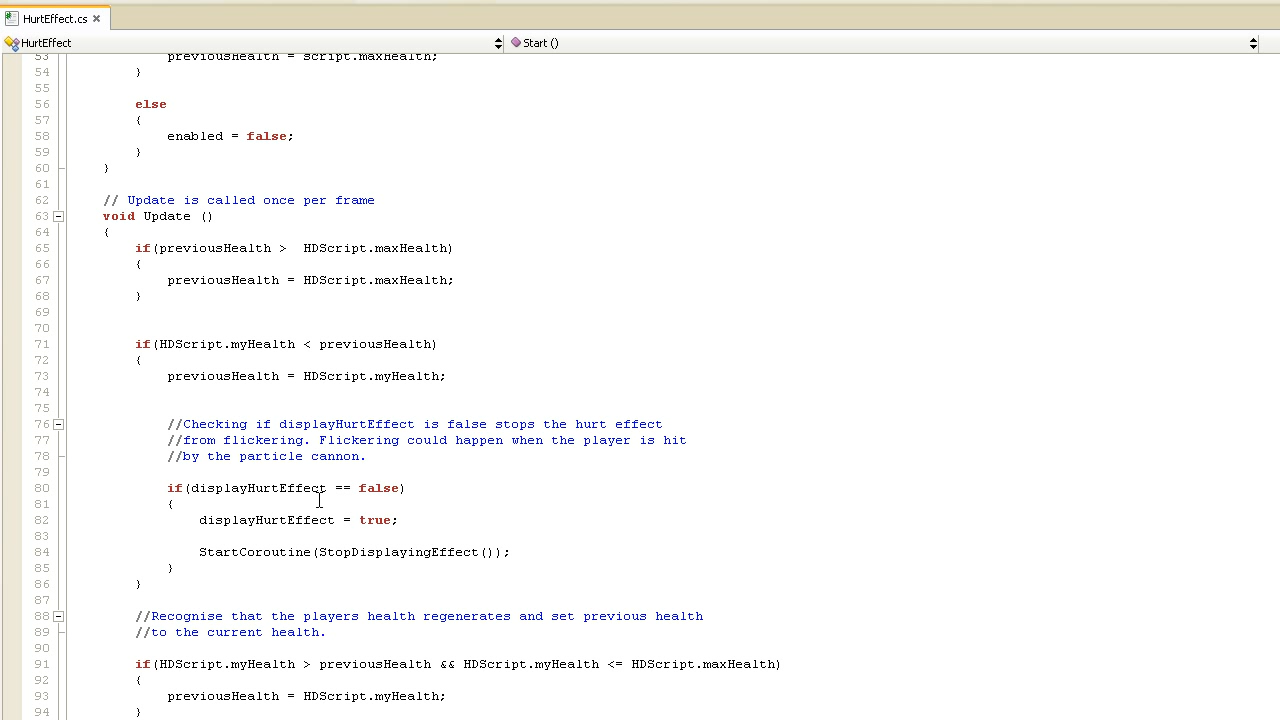 HurtEffect.cs
HurtEffect
Start ()
53 previousHealth = script.maxHealth;
54 }
55
56 else
57 {
58 enabled = false;
59 }
60 }
61
62 // Update is called once per frame
63 void Update ()
64 {
65 if(previousHealth >  HDScript.maxHealth)
66 {
67 previousHealth = HDScript.maxHealth;
68 }
69
70
71 if(HDScript.myHealth < previousHealth)
72 {
73 previousHealth = HDScript.myHealth;
74
75
76 //Checking if displayHurtEffect is false stops the hurt effect
77 //from flickering. Flickering could happen when the player is hit
78 //by the particle cannon.
79
80 if(displayHurtEffect == false)
81 {
82 displayHurtEffect = true;
83
84 StartCoroutine(StopDisplayingEffect());
85 }
86 }
87
88 //Recognise that the players health regenerates and set previous health
89 //to the current health.
90
91 if(HDScript.myHealth > previousHealth && HDScript.myHealth <= HDScript.maxHealth)
92 {
93 previousHealth = HDScript.myHealth;
94 }